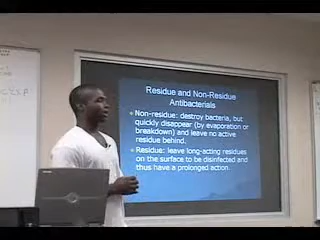 Residue and Non-Residue
Antibacterials
Non-residue: destroy bacteria, but
quickly disappear (by evaporation or
breakdown) and leave no active
residue behind.
Residue: leave long-acting residues
on the surface to be disinfected and
thus have a prolonged action.